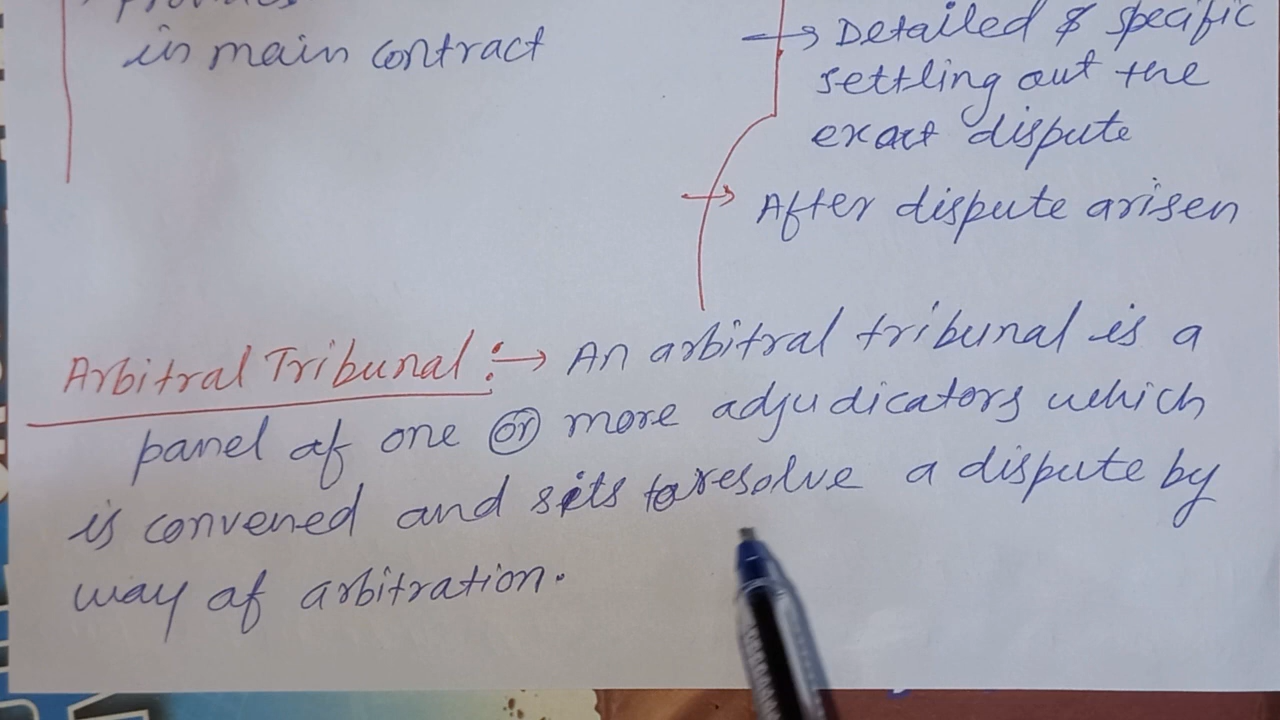 in main contract
→ Detailed & specific
settling out the
exact dispute
→ After dispute arisen
Arbitral Tribunal :→ An arbitral tribunal is a
panel of one or more adjudicators which
is convened and sits to resolve a dispute by
way of arbitration.